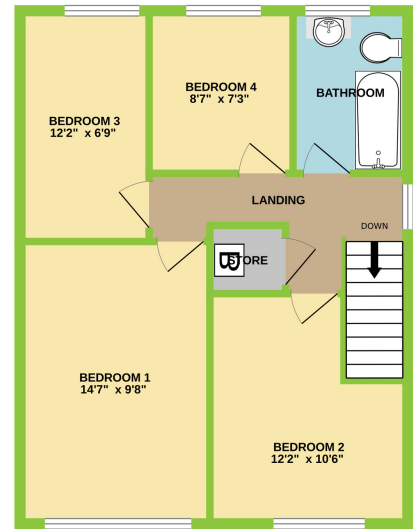 BEDROOM 4
8'7" x 7'3"
BATHROOM
BEDROOM 3
12'2" x 6'9"
LANDING
DOWN
B
STORE
BEDROOM 1
14'7" x 9'8"
BEDROOM 2
12'2" x 10'6"